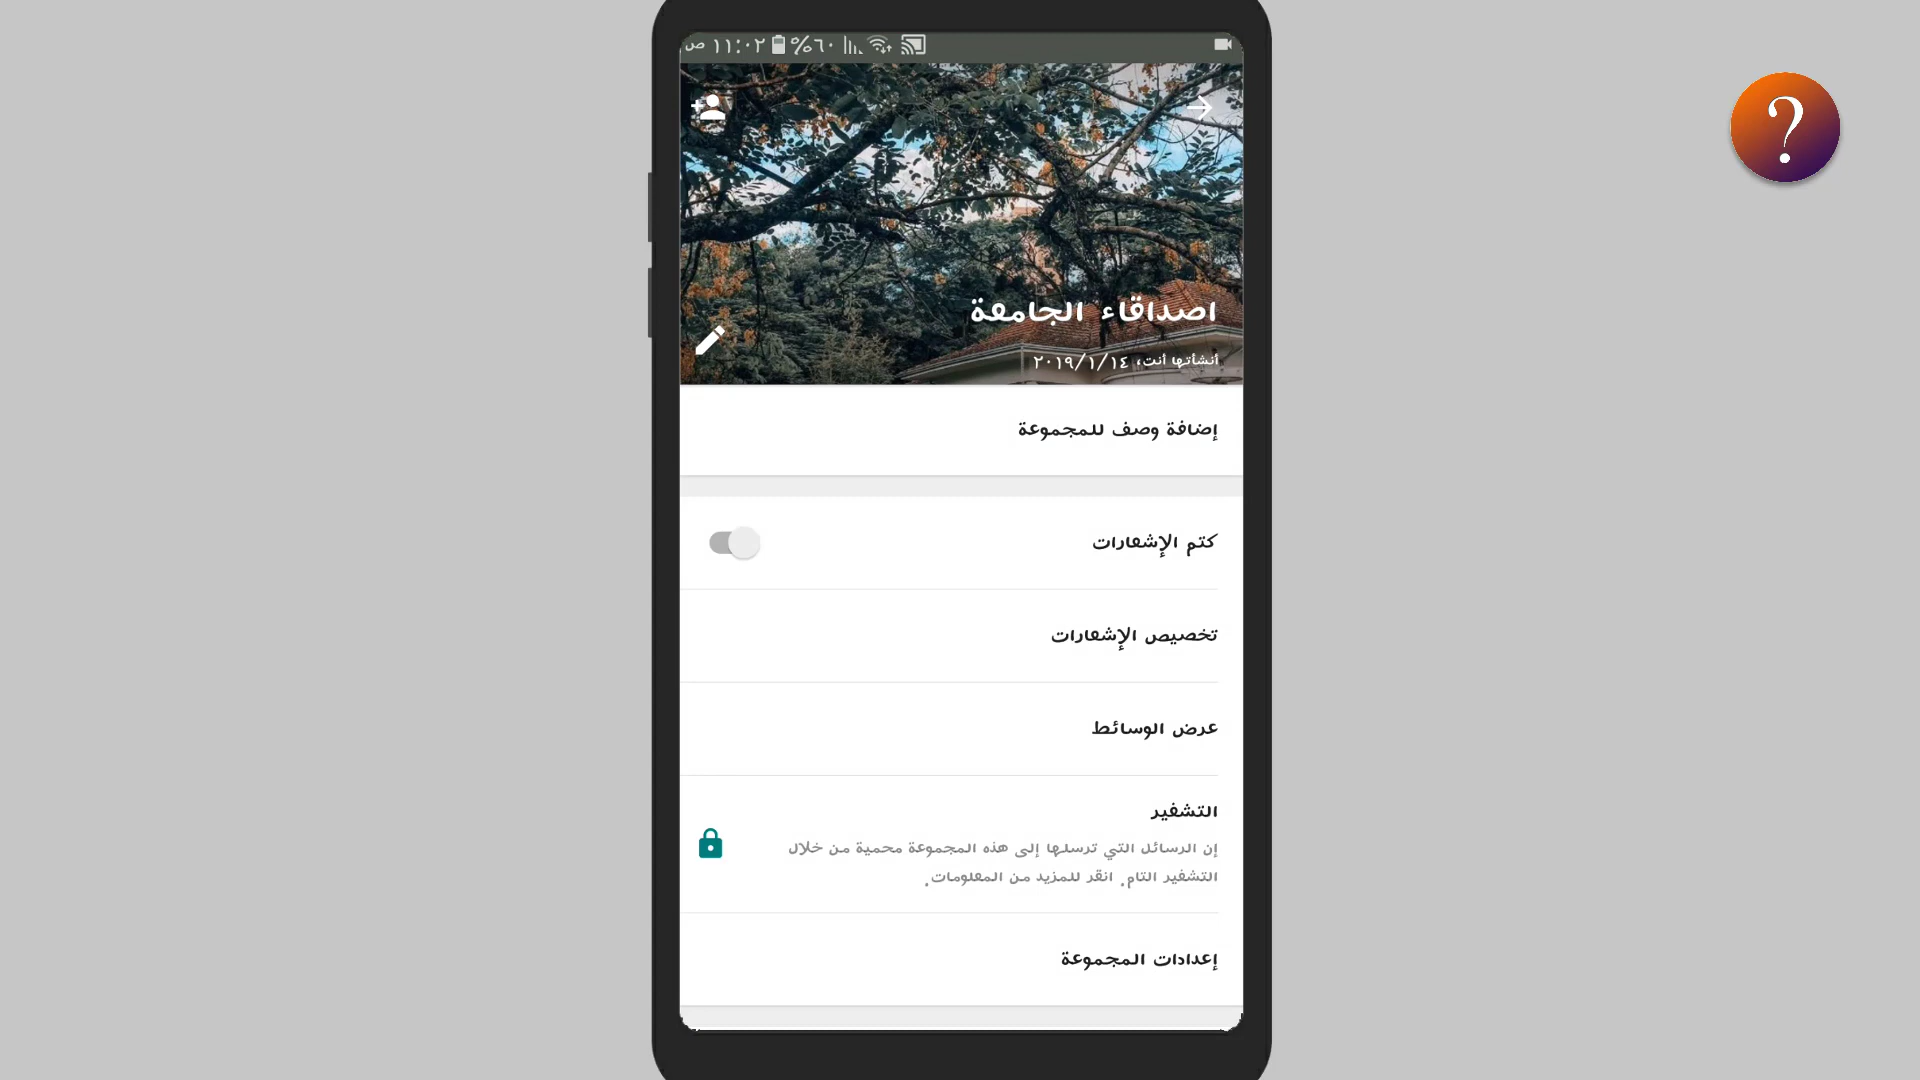 ص ١١:٠٢ %٦٠
?
اصداقاء الجامعة
أنشأتها أنت، ٢٠١٩/١/١٤
إضافة وصف للمجموعة
كتم الإشعارات
تخصيص الإشعارات
عرض الوسائط
التشفير
إن الرسائل التي ترسلها إلى هذه المجموعة محمية من خلال
التشفير التام. انقر للمزيد من المعلومات.
إعدادات المجموعة